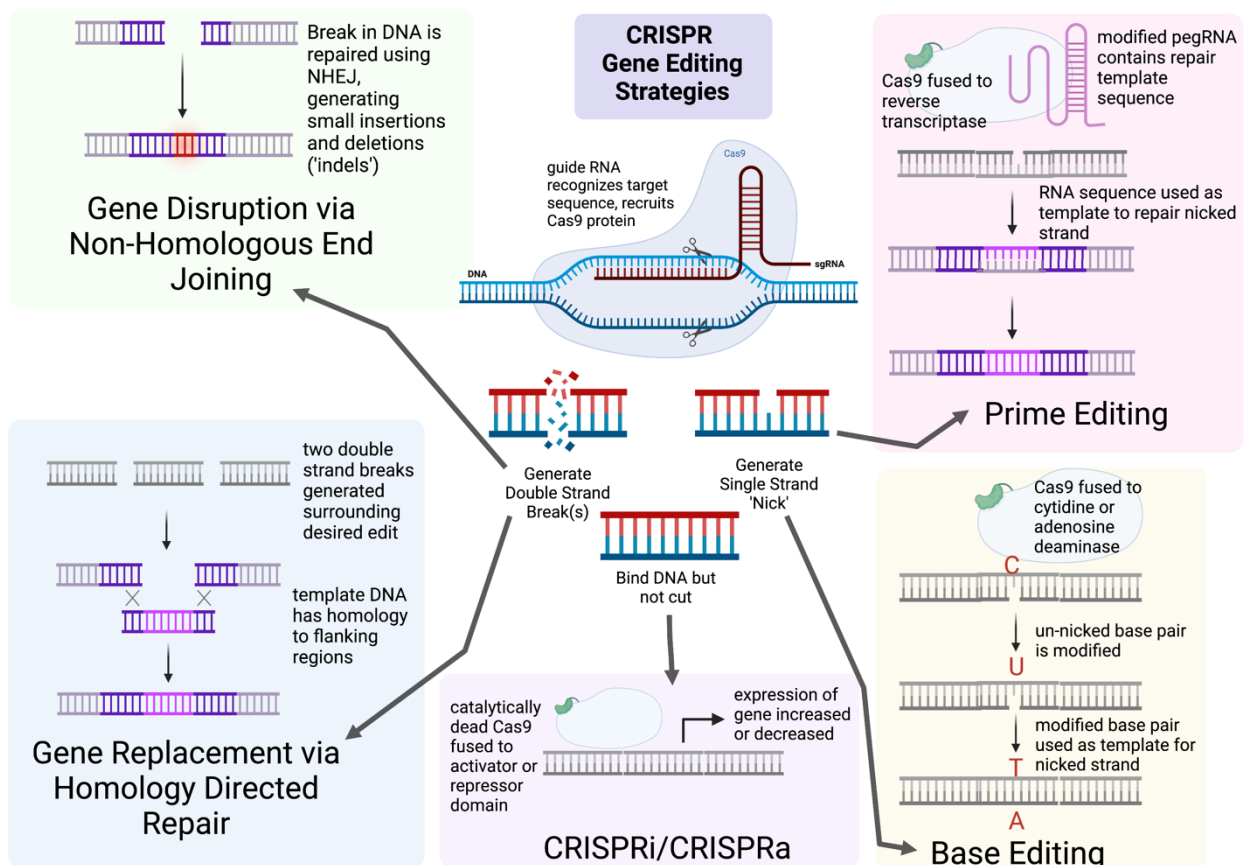 CRISPR
Gene Editing
Strategies
Break in DNA is
repaired using
NHEJ,
generating
small insertions
and deletions
('indels')
Gene Disruption via
Non-Homologous End
Joining
guide RNA
recognizes target
sequence, recruits
Cas9 protein
Cas9
sgRNA
DNA
Cas9 fused to
reverse
transcriptase
modified pegRNA
contains repair
template
sequence
RNA sequence used as
template to repair nicked
strand
Prime Editing
Generate
Double Strand
Break(s)
Generate
Single Strand
'Nick'
Bind DNA but
not cut
two double
strand breaks
generated
surrounding
desired edit
template DNA
has homology
to flanking
regions
Gene Replacement via
Homology Directed
Repair
catalytically
dead Cas9
fused to
activator or
repressor
domain
expression of
gene increased
or decreased
CRISPRi/CRISPRa
Cas9 fused to
cytidine or
adenosine
deaminase
C
un-nicked base pair
is modified
U
modified base pair
used as template for
nicked strand
T
A
Base Editing